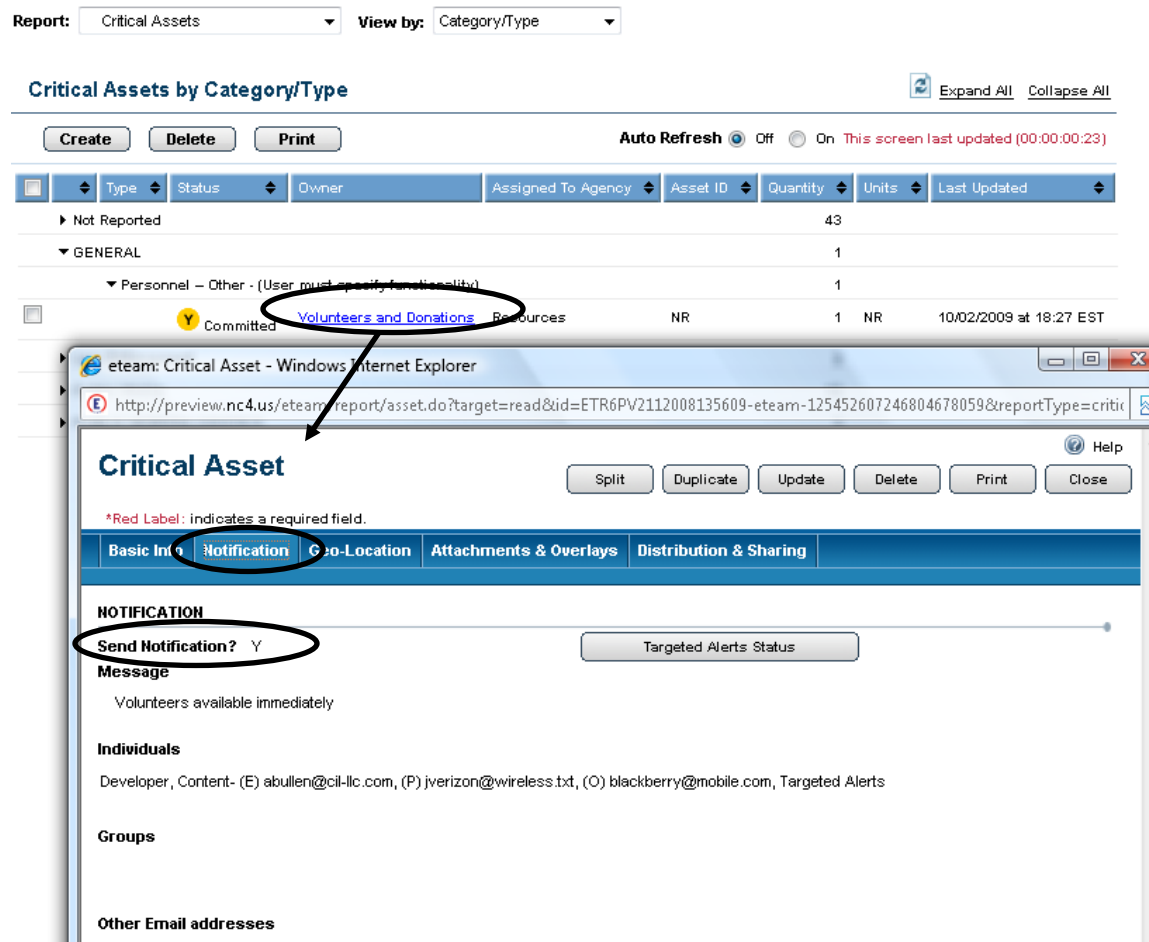 Report: Critical Assets View by: Category/Type
Critical Assets by Category/Type Expand All Collapse All
Create Delete Print Auto Refresh Off On This screen last updated (00:00:00:23)
Type Status Owner Assigned To Agency Asset ID Quantity Units Last Updated
Not Reported 43
GENERAL 1
Personnel – Other - (User must specify functionality) 1
Y Committed Volunteers and Donations Resources NR 1 NR 10/02/2009 at 18:27 EST
eteam: Critical Asset - Windows Internet Explorer
http://preview.nc4.us/eteam/report/asset.do?target=read&id=ETR6PV2112008135609-eteam-125452607246804678059&reportType=critic
Help
Critical Asset
Split Duplicate Update Delete Print Close
*Red Label: indicates a required field.
Basic Info Notification Geo-Location Attachments & Overlays Distribution & Sharing
NOTIFICATION
Send Notification? Y Targeted Alerts Status
Message
Volunteers available immediately
Individuals
Developer, Content- (E) abullen@cil-llc.com, (P) jverizon@wireless.txt, (O) blackberry@mobile.com, Targeted Alerts
Groups
Other Email addresses